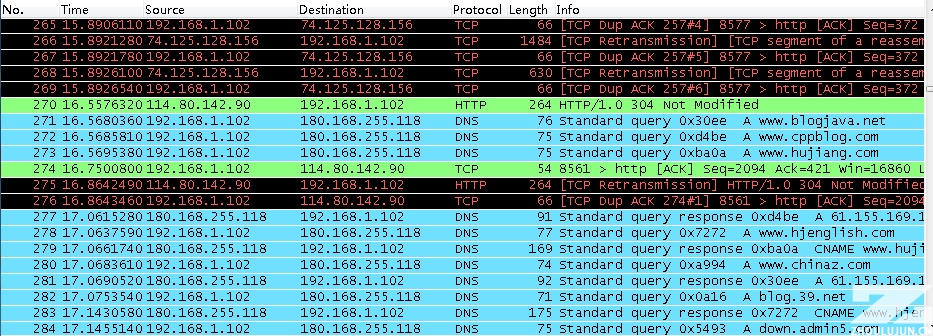 No. Time Source Destination Protocol Length Info
265 15.8906110 192.168.1.102 74.125.128.156 TCP 66 [TCP Dup ACK 257#4] 8577 > http [ACK] Seq=372
266 15.8921280 74.125.128.156 192.168.1.102 TCP 1484 [TCP Retransmission] [TCP segment of a reassem
267 15.8921780 192.168.1.102 74.125.128.156 TCP 66 [TCP Dup ACK 257#5] 8577 > http [ACK] Seq=372
268 15.8926100 74.125.128.156 192.168.1.102 TCP 630 [TCP Retransmission] [TCP segment of a reassem
269 15.8926540 192.168.1.102 74.125.128.156 TCP 66 [TCP Dup ACK 257#6] 8577 > http [ACK] Seq=372
270 16.5576320 114.80.142.90 192.168.1.102 HTTP 264 HTTP/1.0 304 Not Modified
271 16.5680360 192.168.1.102 180.168.255.118 DNS 76 Standard query 0x30ee A www.blogjava.net
272 16.5685810 192.168.1.102 180.168.255.118 DNS 75 Standard query 0xd4be A www.cppblog.com
273 16.5695380 192.168.1.102 180.168.255.118 DNS 75 Standard query 0xba0a A www.hujiang.com
274 16.7500800 192.168.1.102 114.80.142.90 TCP 54 8561 > http [ACK] Seq=2094 Ack=421 Win=16860 L
275 16.8642490 114.80.142.90 192.168.1.102 HTTP 264 [TCP Retransmission] HTTP/1.0 304 Not Modified
276 16.8643460 192.168.1.102 114.80.142.90 TCP 66 [TCP Dup ACK 274#1] 8561 > http [ACK] Seq=2094
277 17.0615280 180.168.255.118 192.168.1.102 DNS 91 Standard query response 0xd4be A 61.155.169.1
278 17.0637590 192.168.1.102 180.168.255.118 DNS 77 Standard query 0x7272 A www.hjenglish.com
279 17.0661740 180.168.255.118 192.168.1.102 DNS 169 Standard query response 0xba0a CNAME www.huji
280 17.0683610 192.168.1.102 180.168.255.118 DNS 74 Standard query 0xa994 A www.chinaz.com
281 17.0690520 180.168.255.118 192.168.1.102 DNS 92 Standard query response 0x30ee A 61.155.169.1
282 17.0753540 192.168.1.102 180.168.255.118 DNS 71 Standard query 0x0a16 A blog.39.net
283 17.1430580 180.168.255.118 192.168.1.102 DNS 175 Standard query response 0x7272 CNAME www.hjen
284 17.1455140 192.168.1.102 180.168.255.118 DNS 75 Standard query 0x5493 A down.admin5.